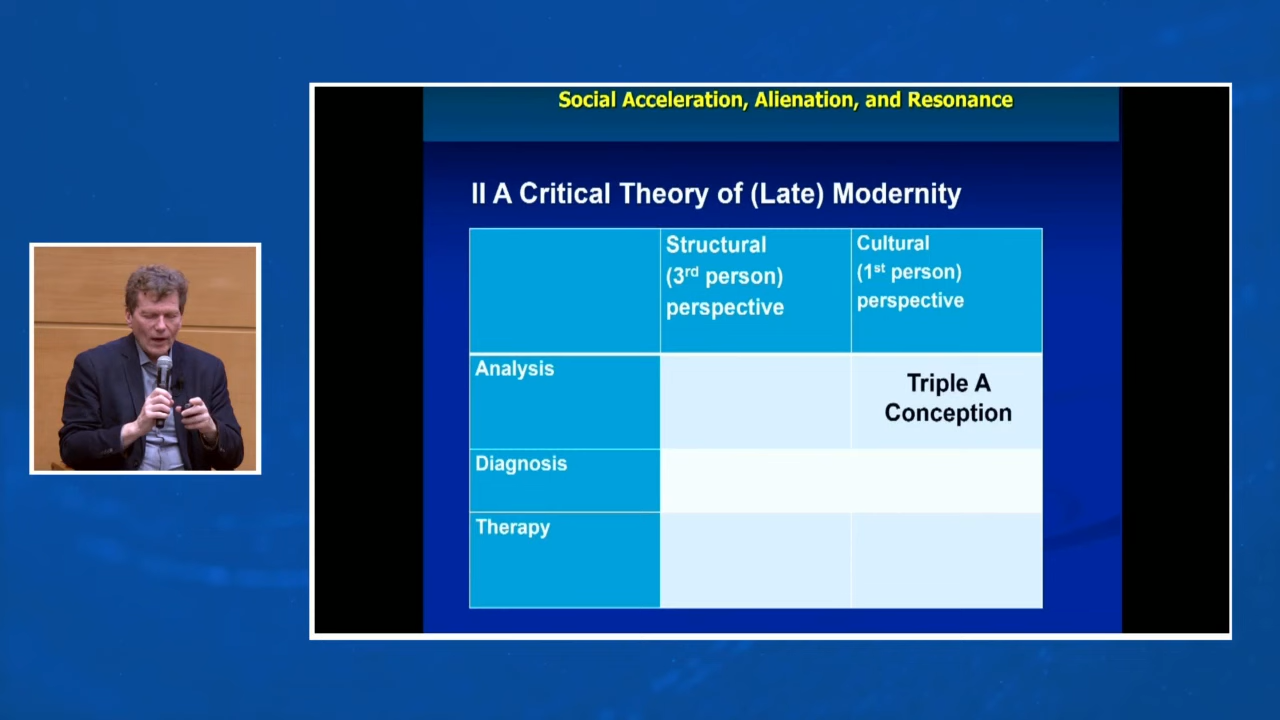 Social Acceleration, Alienation, and Resonance
II A Critical Theory of (Late) Modernity
Structural
(3rd person)
perspective
Cultural
(1st person)
perspective
Analysis
Triple A
Conception
Diagnosis
Therapy